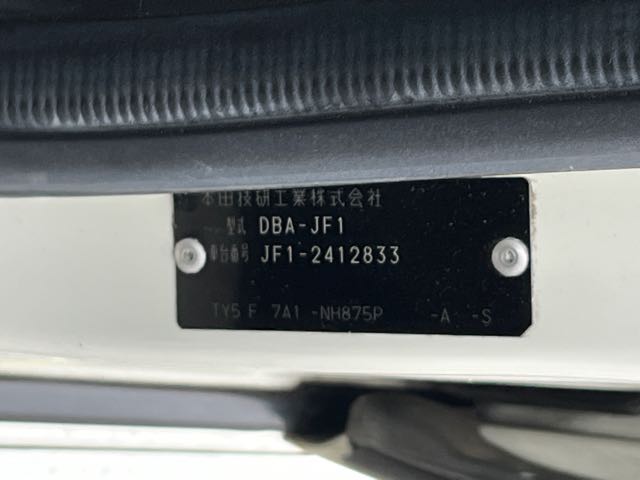 本田技研工業株式会社
型式 DBA-JF1
車台番号 JF1-2412833
TY5 F 7A1 -NH875P -A -S